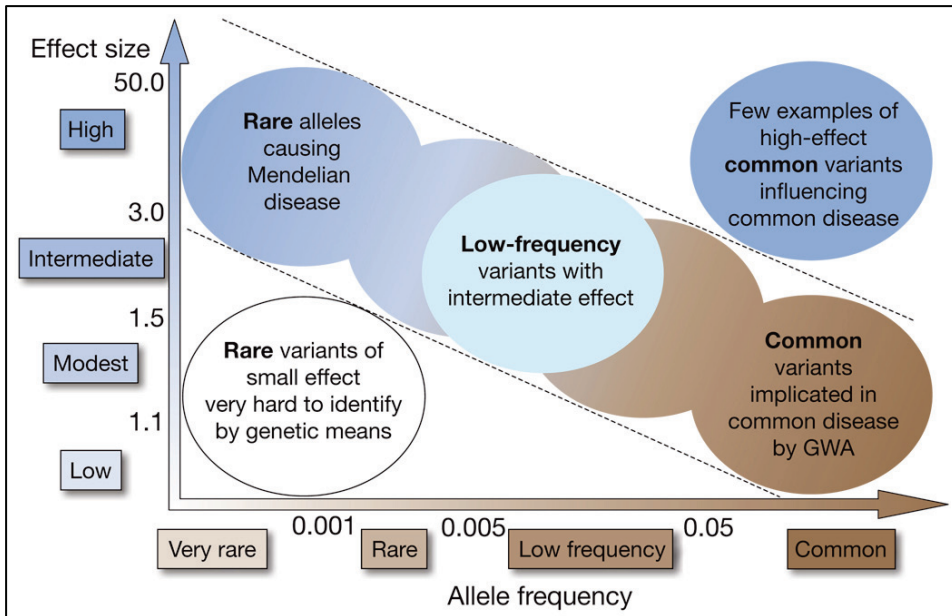 Effect size
50.0
High
3.0
Intermediate
1.5
Modest
1.1
Low
Rare alleles
causing
Mendelian
disease
Few examples of
high-effect
common variants
influencing
common disease
Low-frequency
variants with
intermediate effect
Rare variants of
small effect
very hard to identify
by genetic means
Common
variants
implicated in
common disease
by GWA
0.001
0.005
0.05
Very rare
Rare
Low frequency
Common
Allele frequency